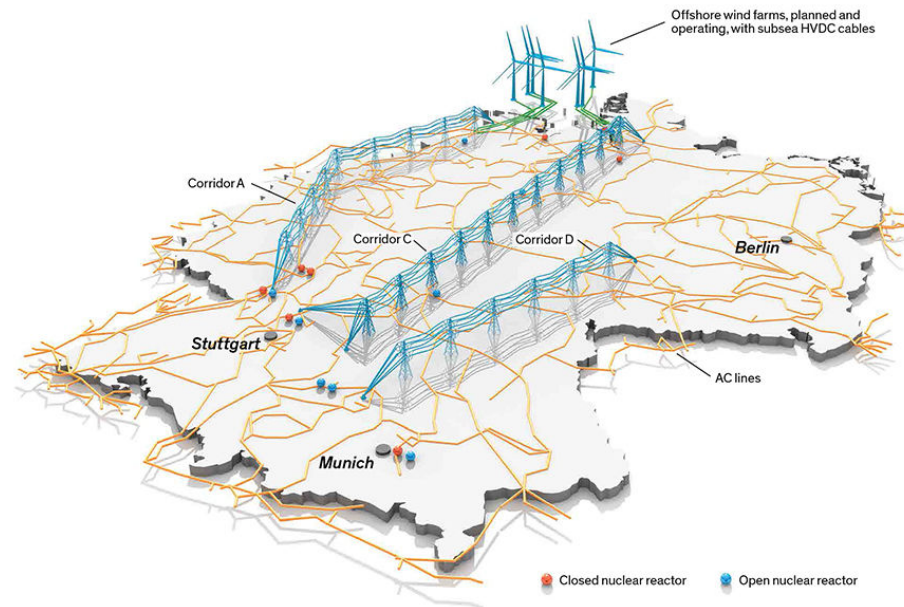 Offshore wind farms, planned and
operating, with subsea HVDC cables
Corridor A
Corridor C
Corridor D
Berlin
Stuttgart
AC lines
Munich
Closed nuclear reactor
Open nuclear reactor